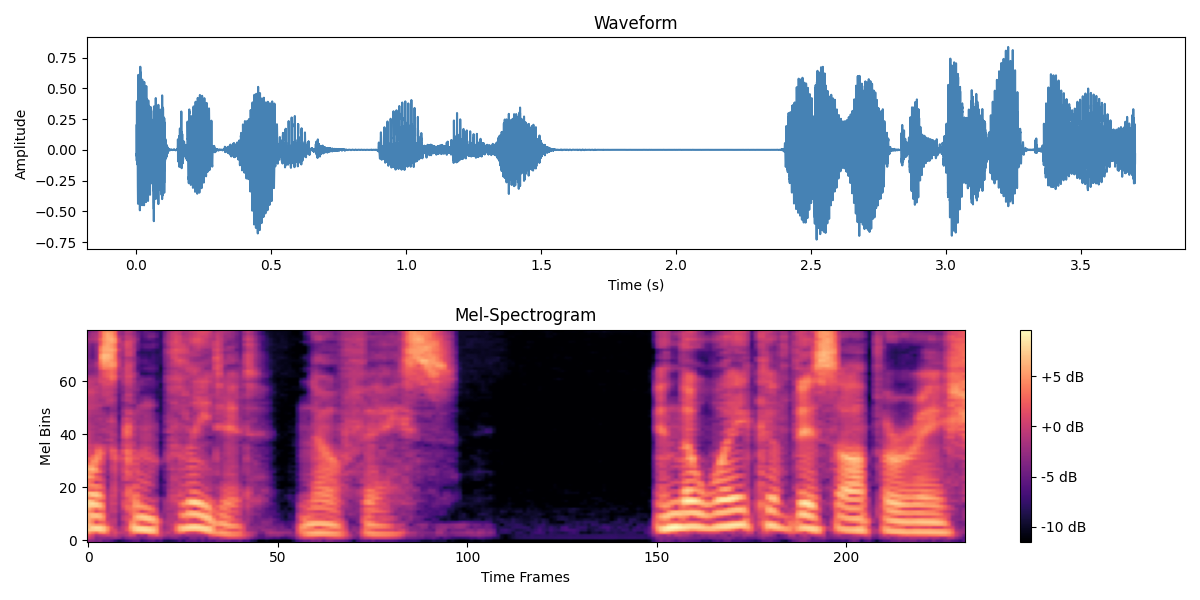 Waveform
0.75
0.50
0.25
0.00
−0.25
−0.50
−0.75
Amplitude
0.0 0.5 1.0 1.5 2.0 2.5 3.0 3.5
Time (s)
Mel-Spectrogram
60
40
20
0
Mel Bins
0 50 100 150 200
Time Frames
+5 dB
+0 dB
-5 dB
-10 dB